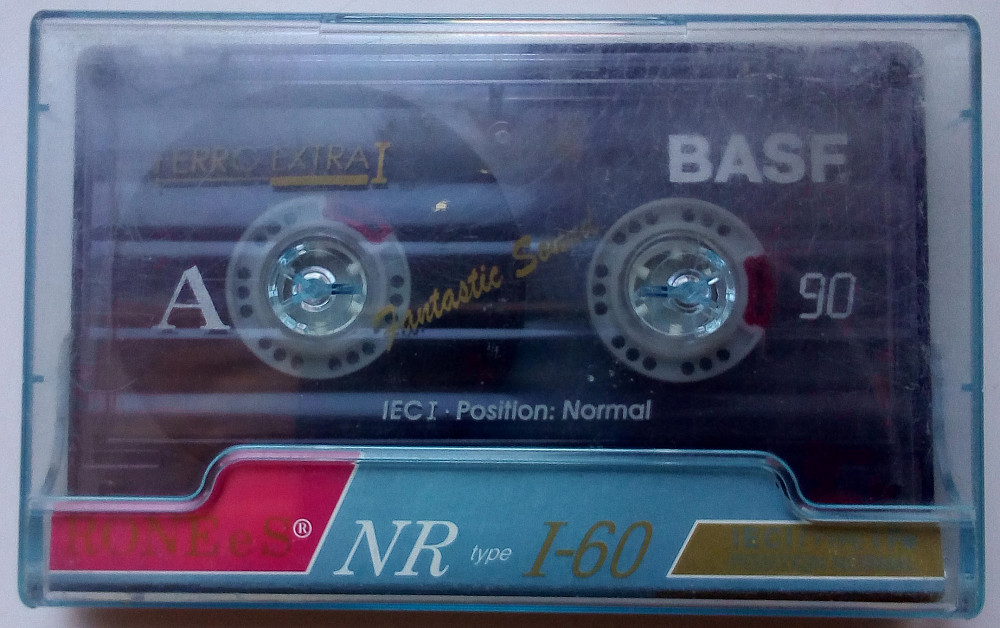 FERRO EXTRA I
BASF
A
Fantastic Sound
90
IEC I · Position: Normal
RONEeS®
NR type I-60